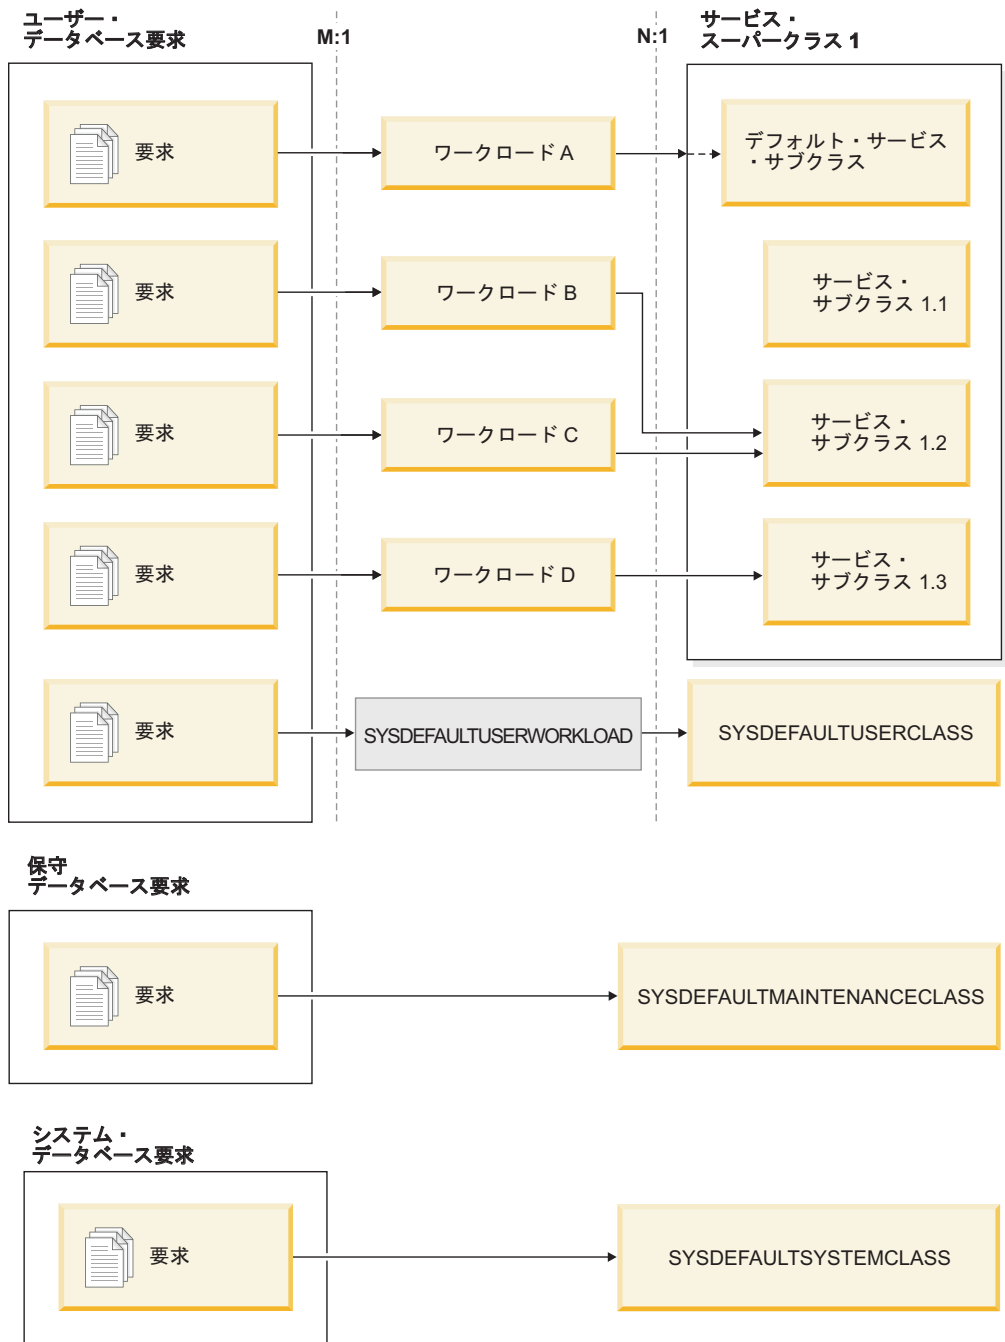 ユーザー・
データベース要求
M:1
N:1
サービス・
スーパークラス 1
要求
ワークロード A
デフォルト・サービス
・サブクラス
要求
ワークロード B
サービス・
サブクラス 1.1
要求
ワークロード C
サービス・
サブクラス 1.2
要求
ワークロード D
サービス・
サブクラス 1.3
要求
SYSDEFAULTUSERWORKLOAD
SYSDEFAULTUSERCLASS
保守
データベース要求
要求
SYSDEFAULTMAINTENANCECLASS
システム・
データベース要求
要求
SYSDEFAULTSYSTEMCLASS